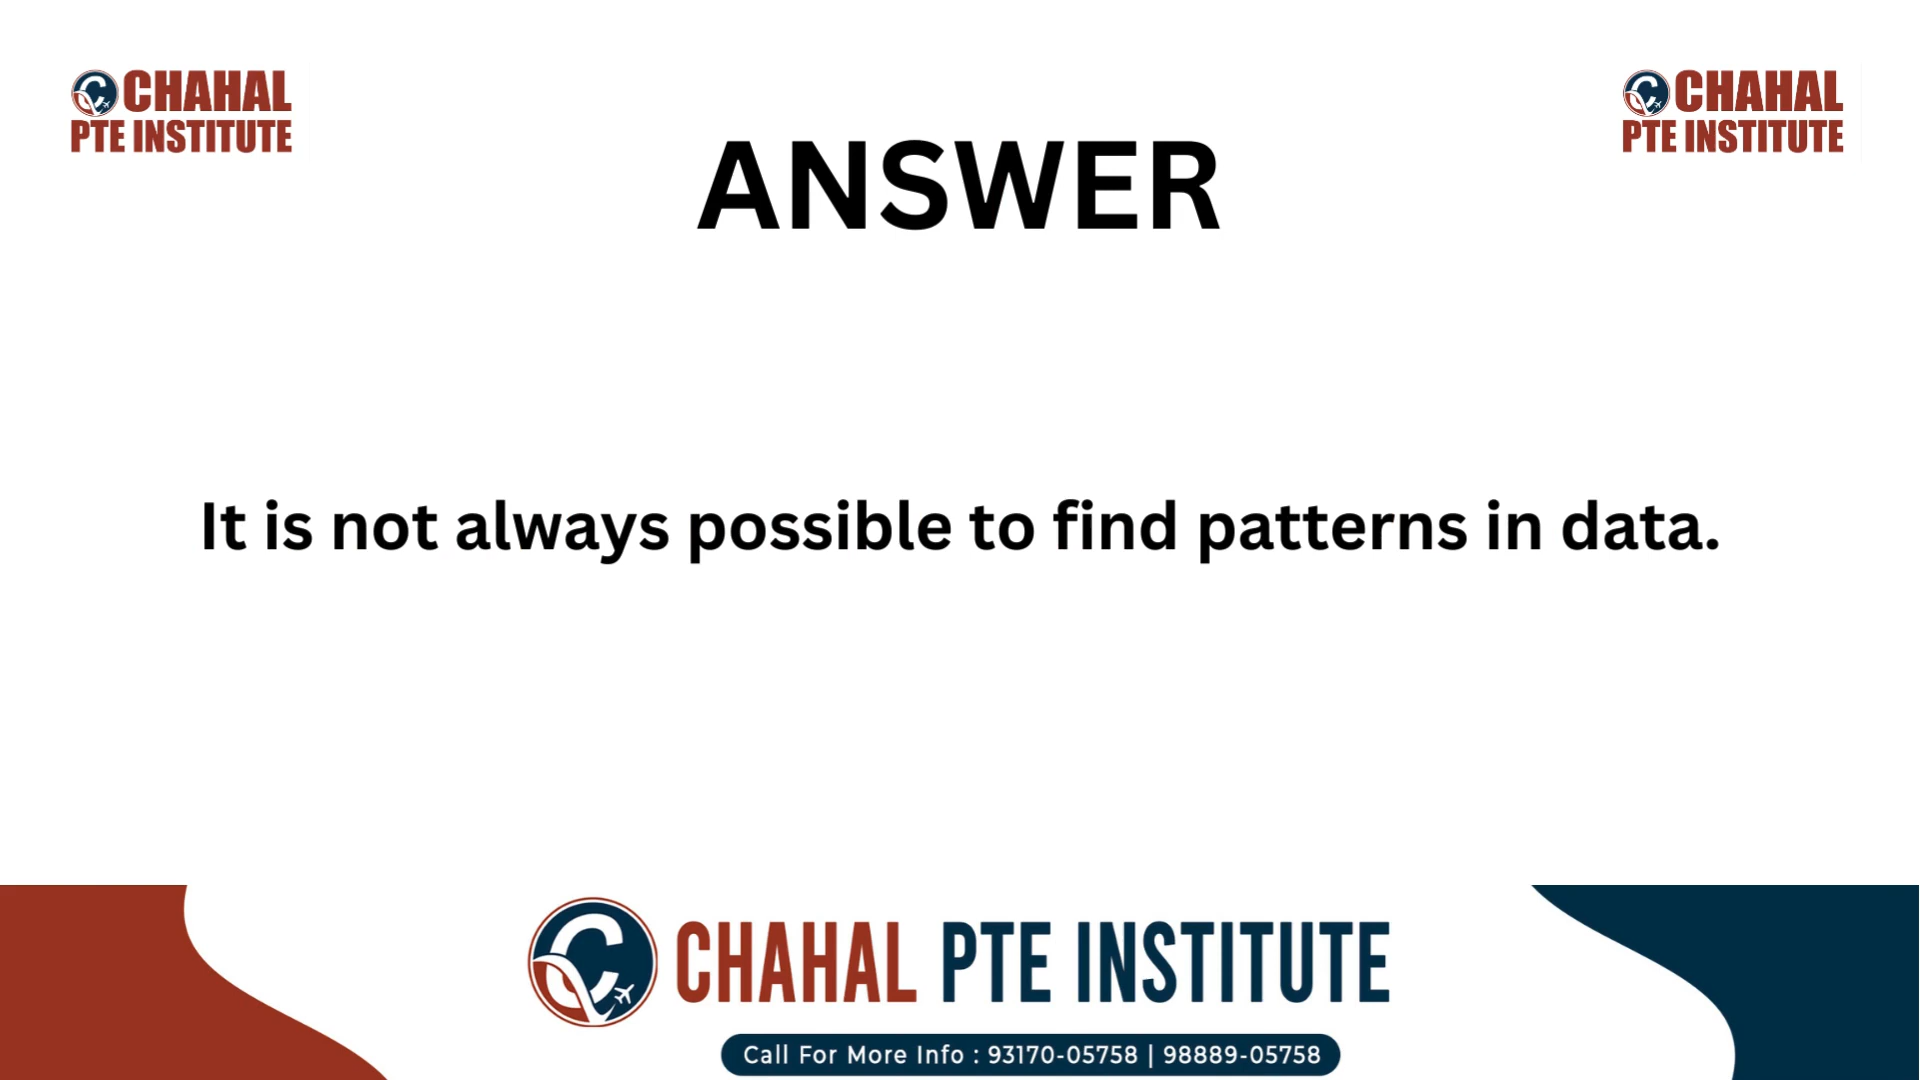 CHAHAL
PTE INSTITUTE
CHAHAL
PTE INSTITUTE
ANSWER
It is not always possible to find patterns in data.
CHAHAL PTE INSTITUTE
Call For More Info : 93170-05758 | 98889-05758